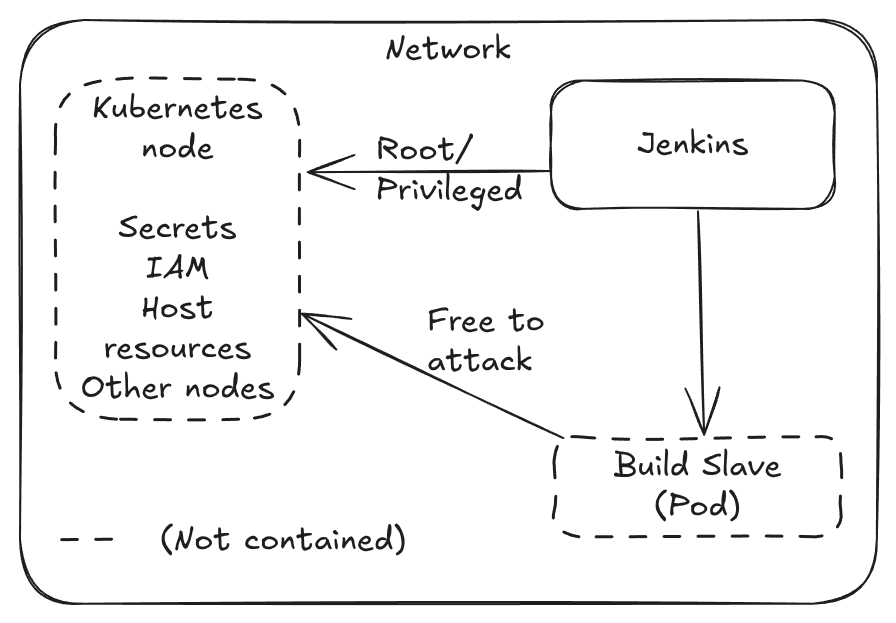 Network
Kubernetes
node
Secrets
IAM
Host
resources
Other nodes
Root/
Privileged
Jenkins
Free to
attack
Build Slave
(Pod)
(Not contained)